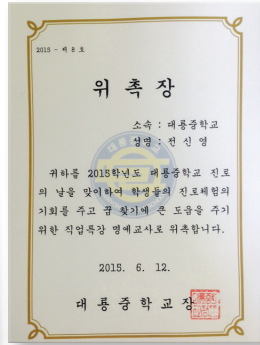 2015 - 제 8 호
위 촉 장
소속 : 대룡중학교
성명 : 전 신 영
귀하를 2015학년도 대룡중학교 진로
의 날을 맞이하여 학생들의 진로체험의
기회를 주고 꿈 찾기에 큰 도움을 주기
위한 직업특강 명예교사로 위촉합니다.
2015. 6. 12.
대 룡 중 학 교 장